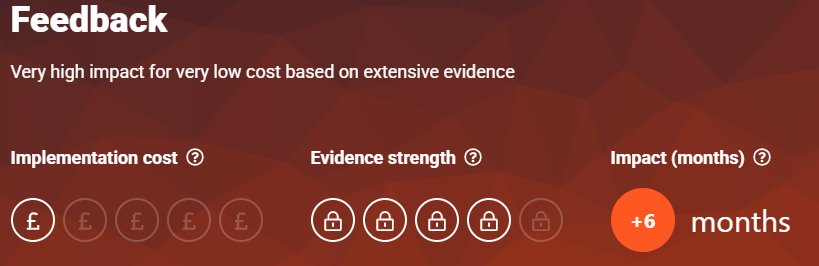 Feedback
Very high impact for very low cost based on extensive evidence
Implementation cost ? Evidence strength ? Impact (months) ?
£ £ £ £ £ +6 months